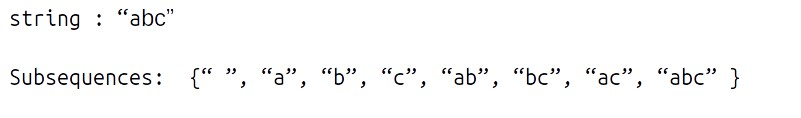 string : “abc”
Subsequences: {“ ”, “a”, “b”, “c”, “ab”, “bc”, “ac”, “abc” }